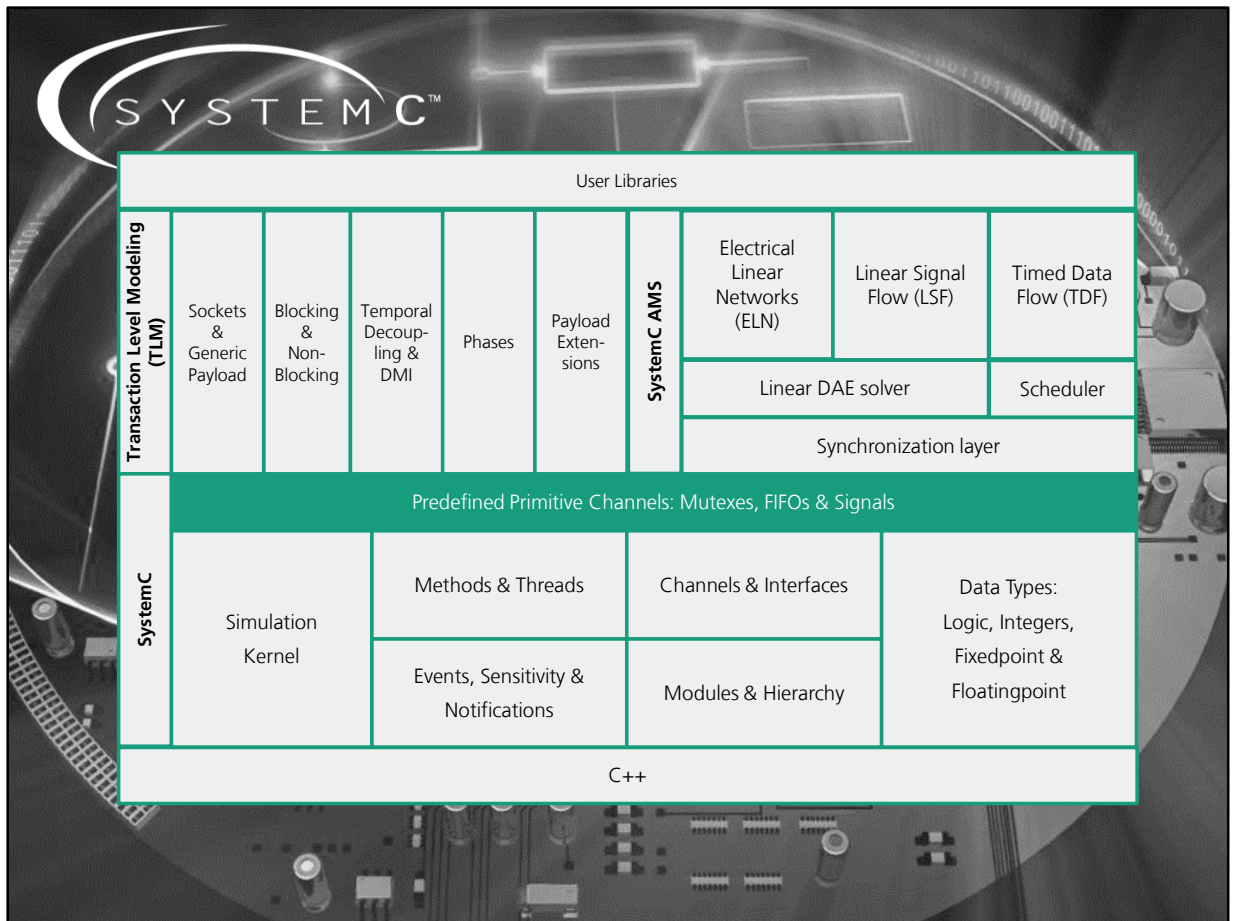 SYSTEM C™
User Libraries
Transaction Level Modeling
(TLM)
Sockets
&
Generic
Payload
Blocking
&
Non-
Blocking
Temporal
Decoup-
ling &
DMI
Phases
Payload
Exten-
sions
SystemC AMS
Electrical
Linear
Networks
(ELN)
Linear Signal
Flow (LSF)
Timed Data
Flow (TDF)
Linear DAE solver
Scheduler
Synchronization layer
SystemC
Predefined Primitive Channels: Mutexes, FIFOs & Signals
Simulation
Kernel
Methods & Threads
Channels & Interfaces
Data Types:
Logic, Integers,
Fixedpoint &
Floatingpoint
Events, Sensitivity &
Notifications
Modules & Hierarchy
C++